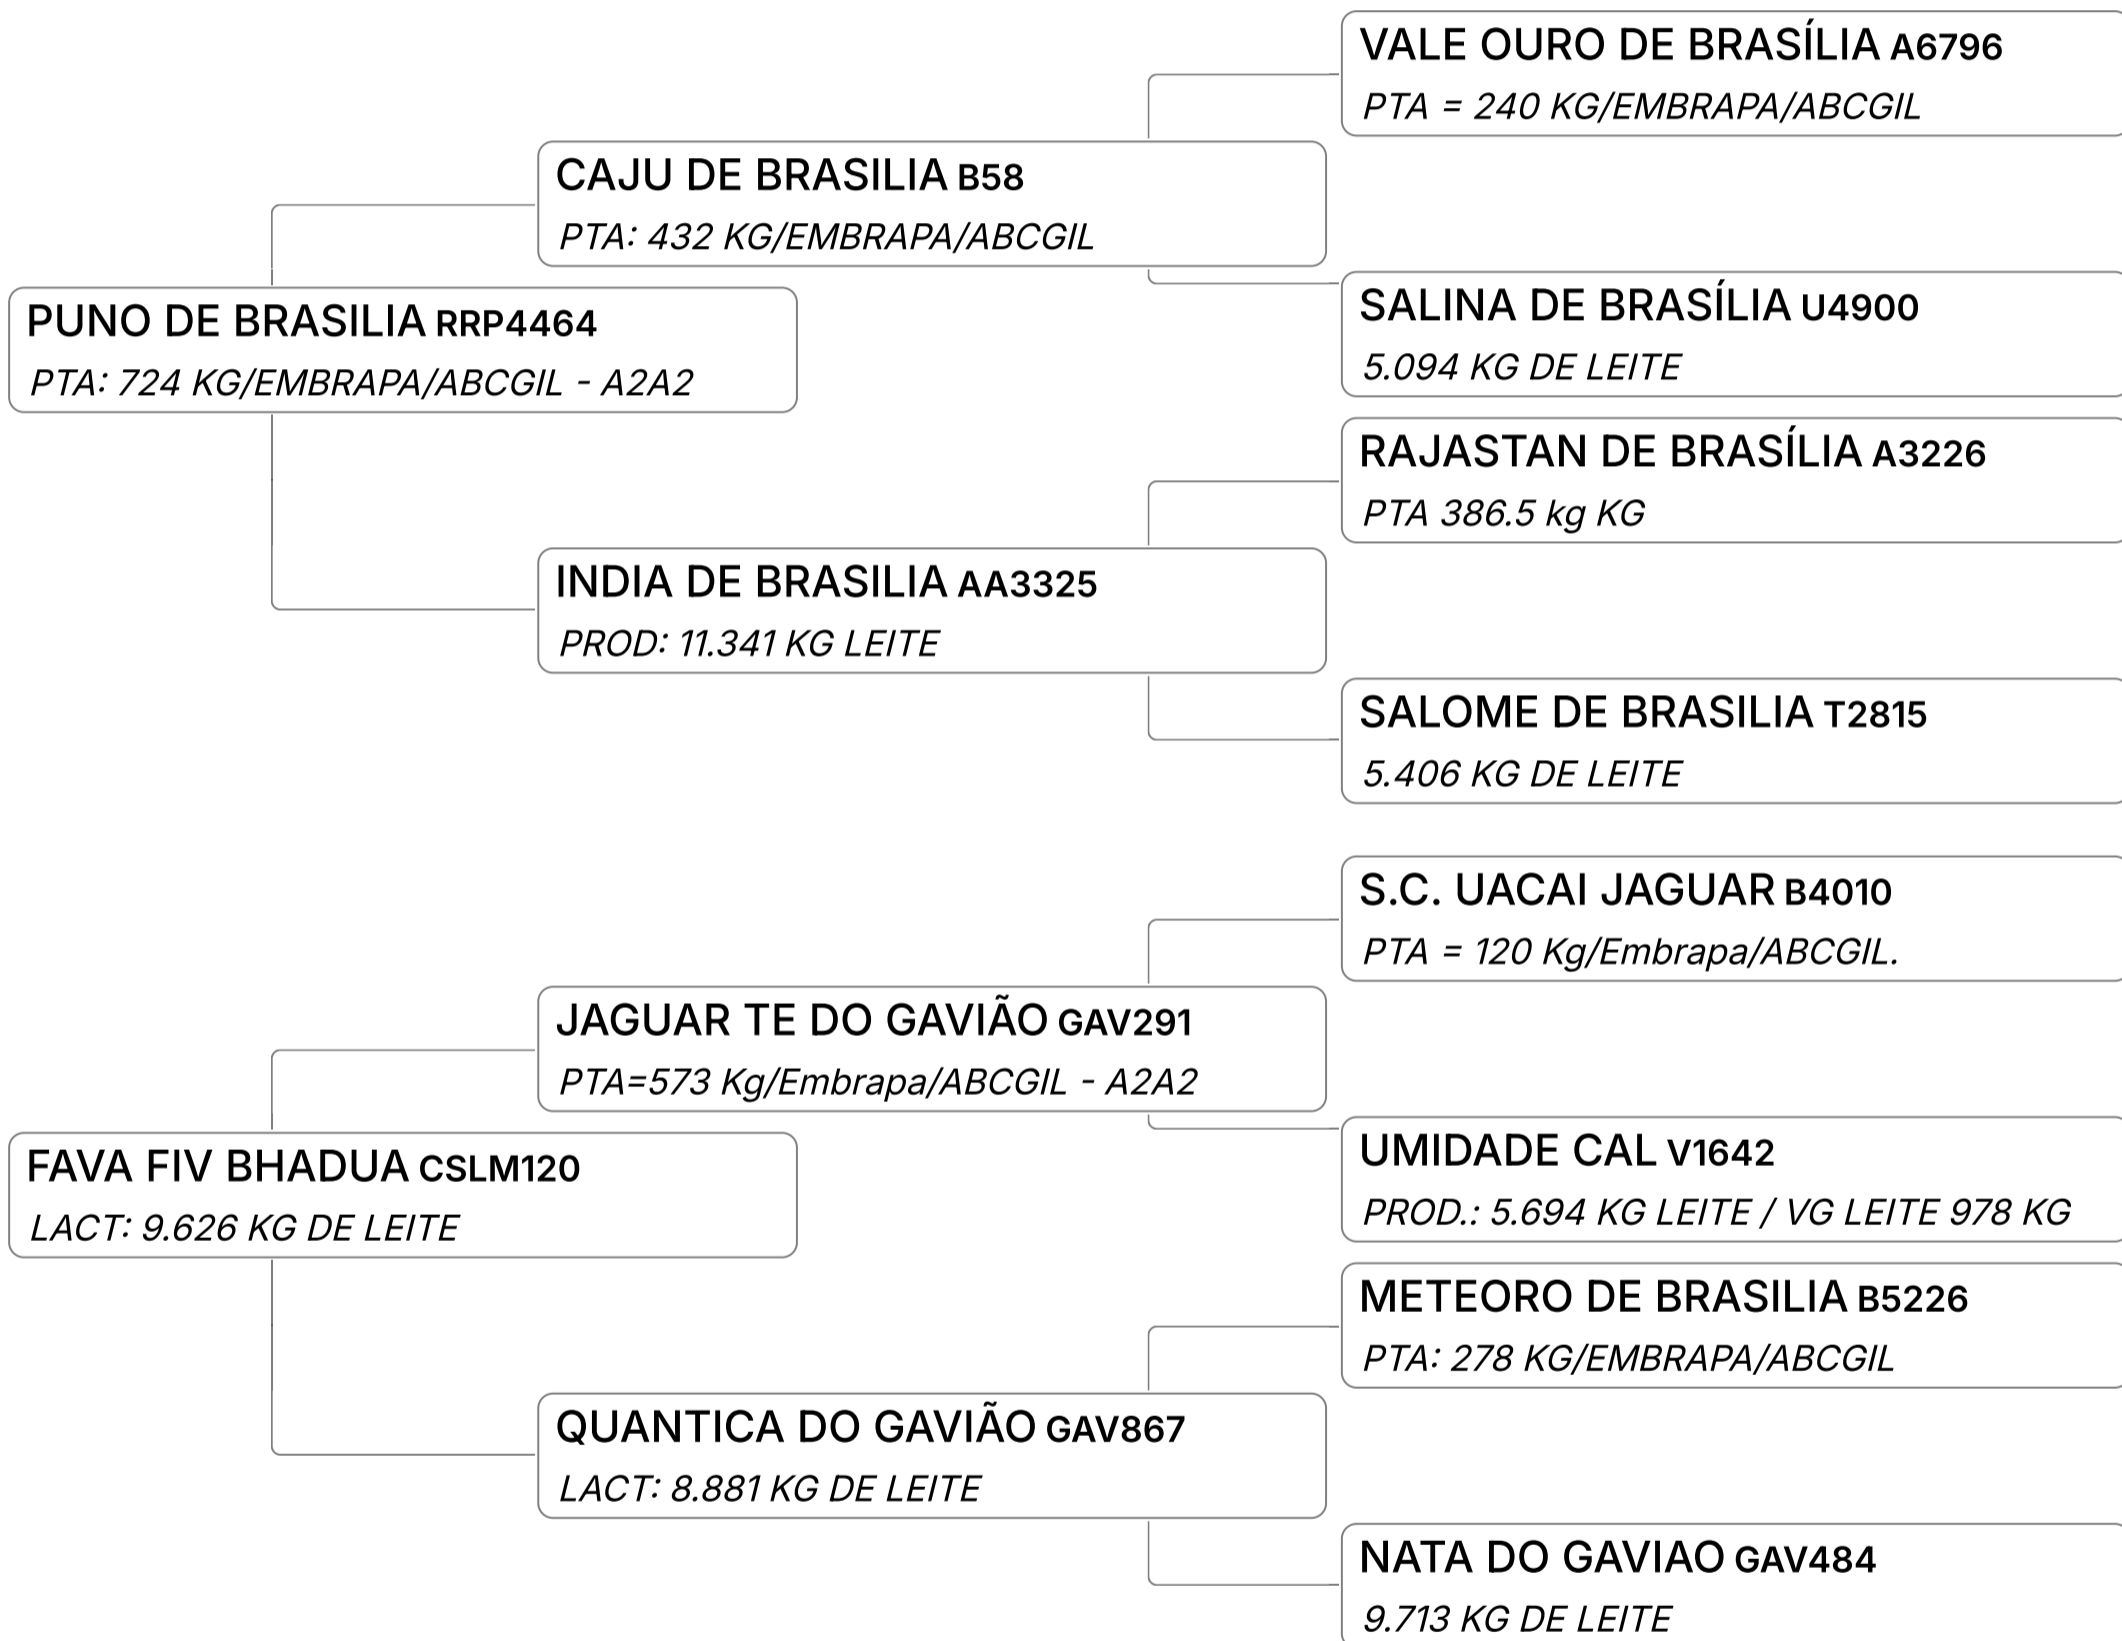 VALE OURO DE BRASÍLIA A6796
PTA = 240 KG/EMBRAPA/ABCGIL
CAJU DE BRASILIA B58
PTA: 432 KG/EMBRAPA/ABCGIL
SALINA DE BRASÍLIA U4900
5.094 KG DE LEITE
PUNO DE BRASILIA RRP4464
PTA: 724 KG/EMBRAPA/ABCGIL - A2A2
RAJASTAN DE BRASÍLIA A3226
PTA 386.5 kg KG
INDIA DE BRASILIA AA3325
PROD: 11.341 KG LEITE
SALOME DE BRASILIA T2815
5.406 KG DE LEITE
S.C. UACAI JAGUAR B4010
PTA = 120 Kg/Embrapa/ABCGIL.
JAGUAR TE DO GAVIÃO GAV291
PTA=573 Kg/Embrapa/ABCGIL - A2A2
UMIDADE CAL V1642
PROD.: 5.694 KG LEITE / VG LEITE 978 KG
FAVA FIV BHADUA CSLM120
LACT: 9.626 KG DE LEITE
METEORO DE BRASILIA B5226
PTA: 278 KG/EMBRAPA/ABCGIL
QUANTICA DO GAVIÃO GAV867
LACT: 8.881 KG DE LEITE
NATA DO GAVIAO GAV484
9.713 KG DE LEITE